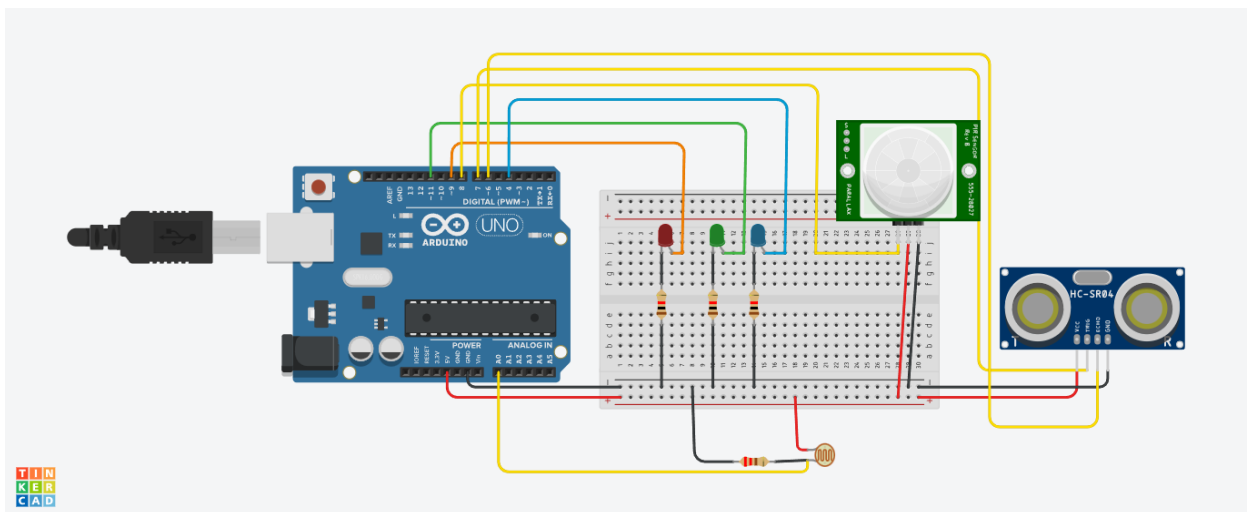 AREF
GND
13
12
~11
~10
~9
8
7
~6
~5
4
~3
2
TX→1
RX←0
DIGITAL (PWM~)
L
TX
RX
ARDUINO
UNO
ON
IOREF
RESET
3.3V
5V
GND
GND
Vin
POWER
ANALOG IN
A0
A1
A2
A3
A4
A5
PIR SENSOR
Rev B
555-28027
PARALLAX
HC-SR04
VCC
TRIG
ECHO
GND
T
R
TIN
KER
CAD